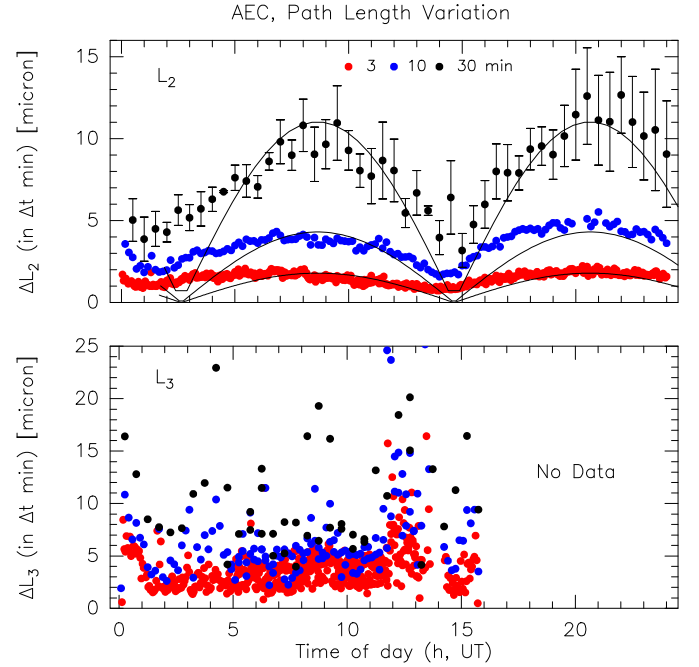 AEC, Path Length Variation
ΔL₂ (in Δt min) [micron]
15
10
5
0
L₂
3 10 30 min
ΔL₃ (in Δt min) [micron]
25
20
15
10
5
0
L₃
No Data
0 5 10 15 20
Time of day (h, UT)